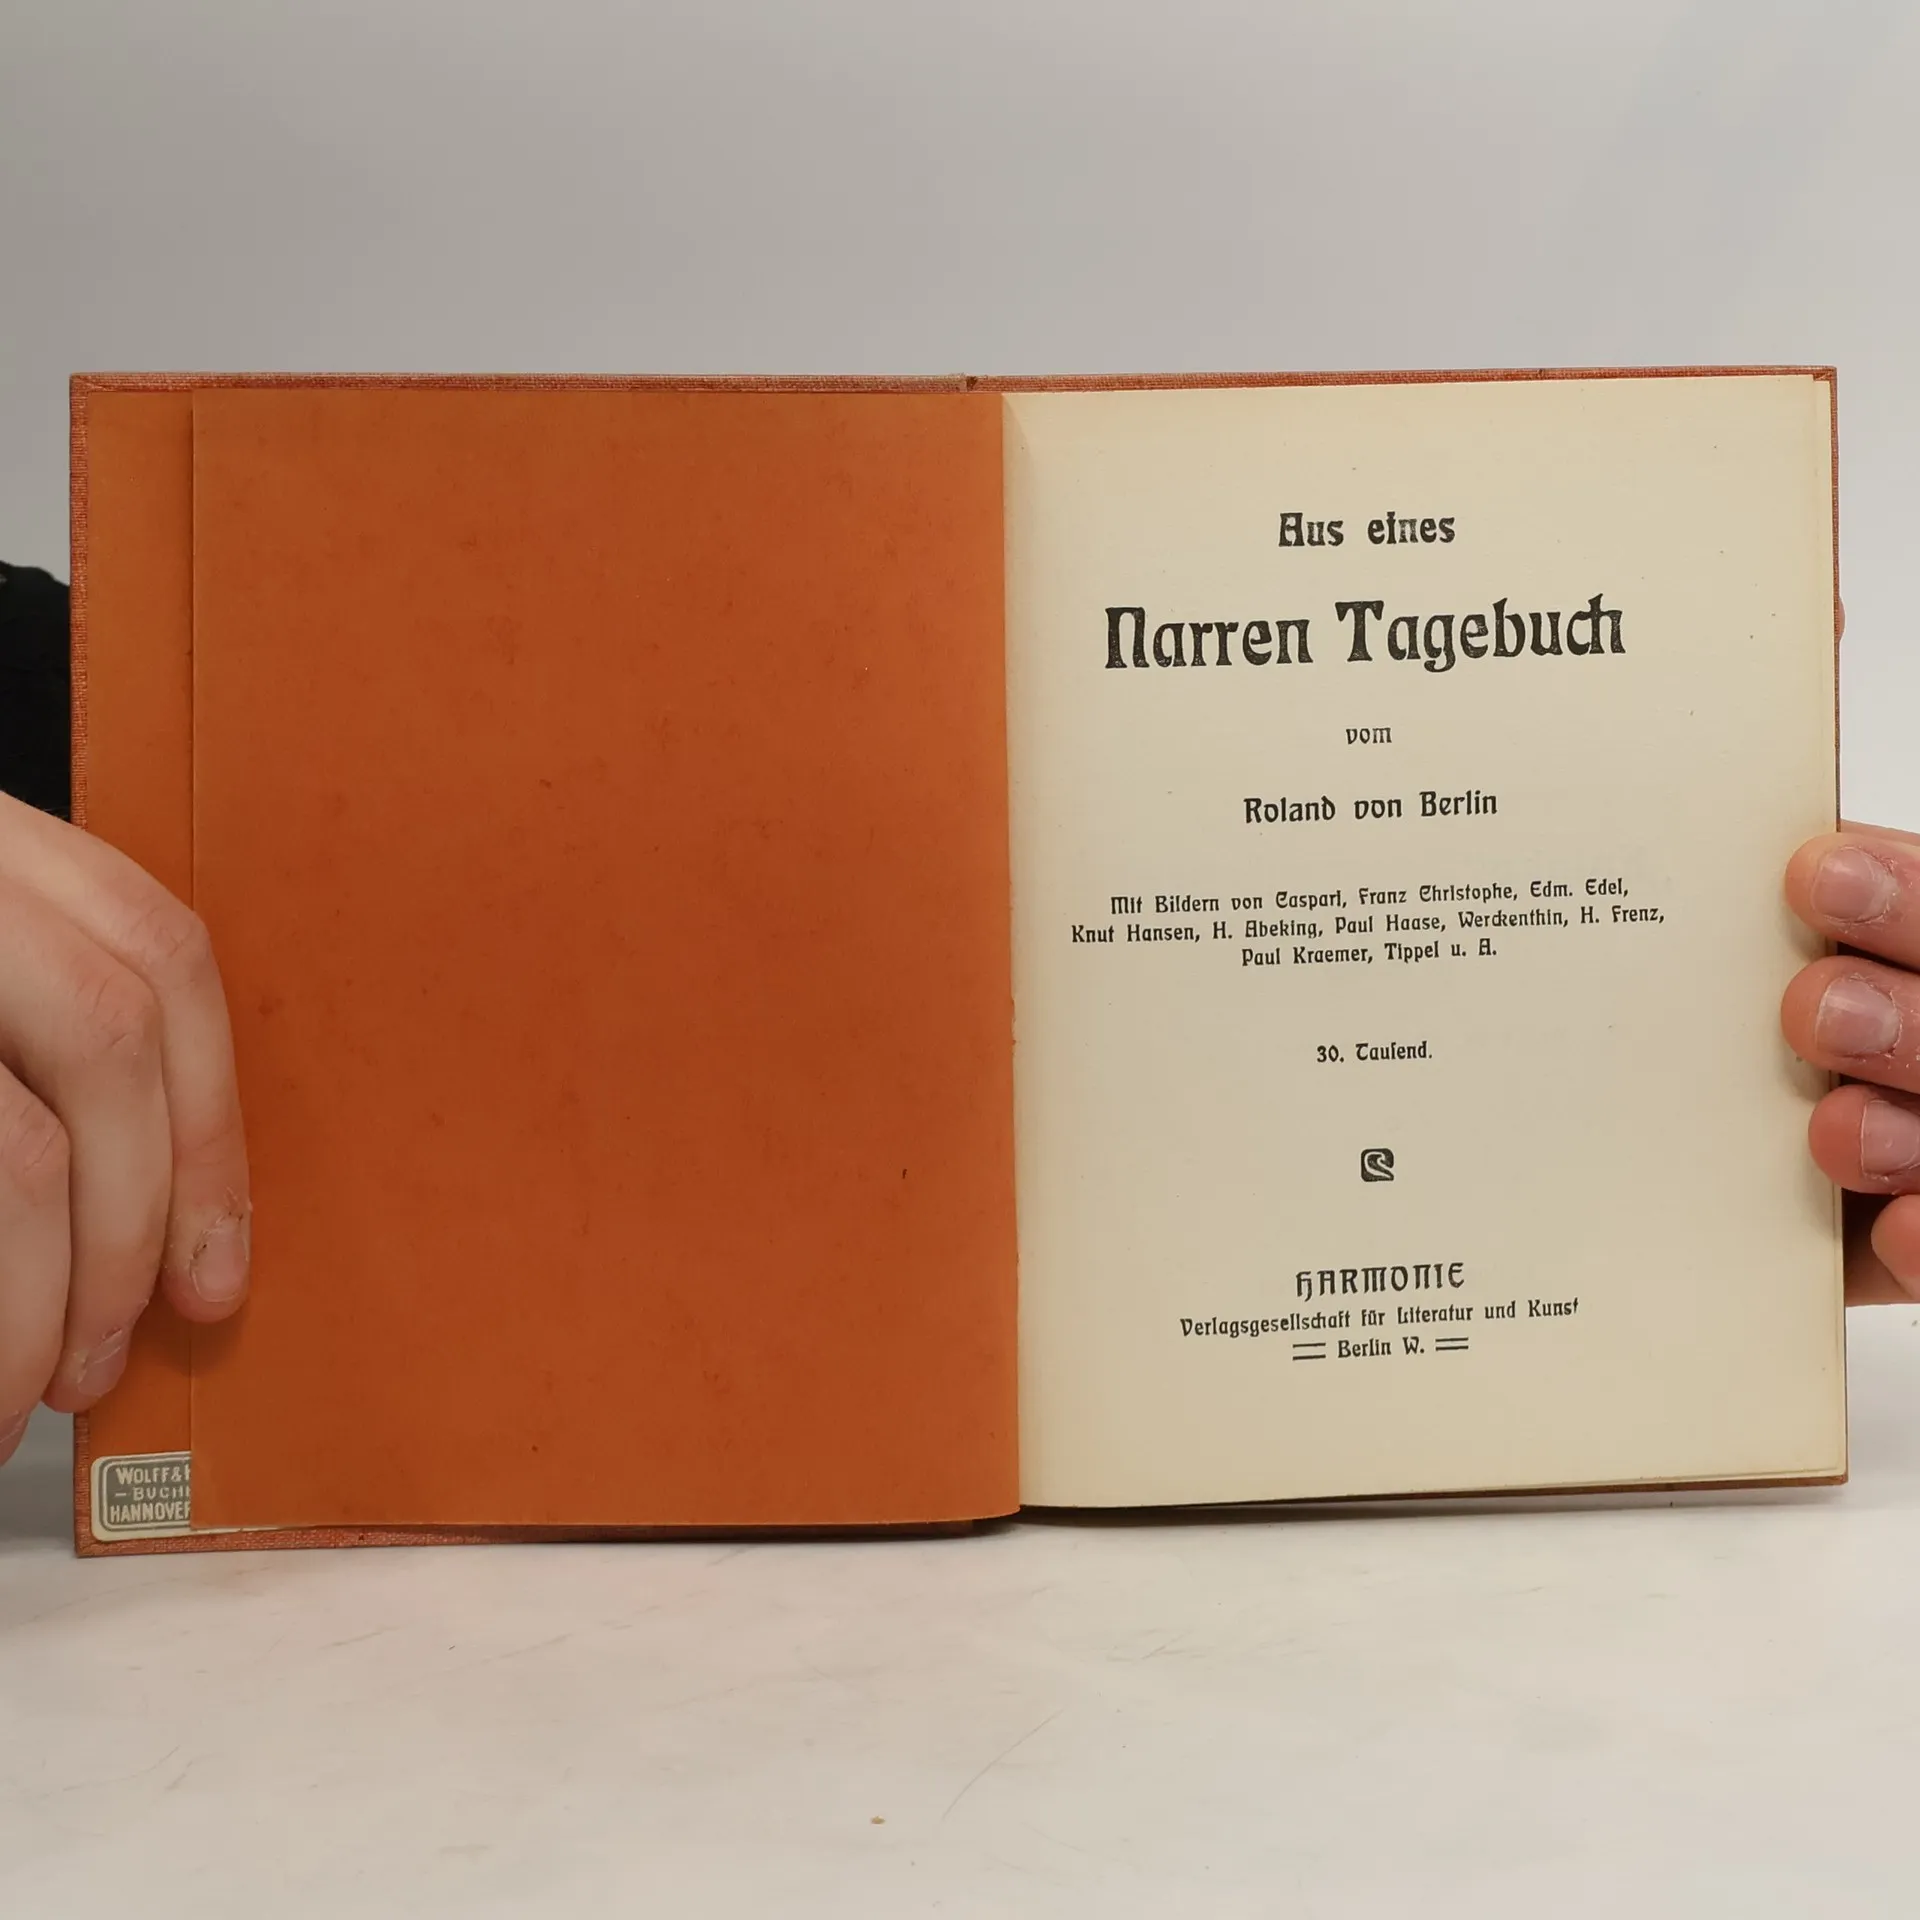 Aus eines
Narren Tagebuch
vom
Roland von Berlin
Mit Bildern von Caspari, Franz Christophe, Edm. Edel,
Knut Hansen, H. Abeking, Paul Haase, Werckenthin, H. Frenz,
Paul Kraemer, Tippel u. A.
30. Tauſend.
HARMONIE
Verlagsgesellschaft für Literatur und Kunst
Berlin W.
WOLFF &
HANNOVER